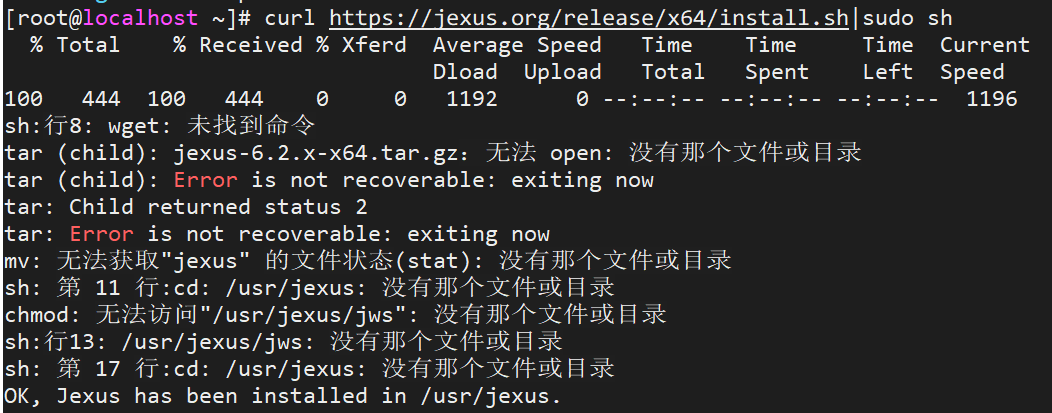 [root@localhost ~]# curl https://jexus.org/release/x64/install.sh|sudo sh
% Total % Received % Xferd Average Speed Time Time Time Current
Dload Upload Total Spent Left Speed
100 444 100 444 0 0 1192 0 --:--:-- --:--:-- --:--:-- 1196
sh:行8: wget: 未找到命令
tar (child): jexus-6.2.x-x64.tar.gz：无法 open: 没有那个文件或目录
tar (child): Error is not recoverable: exiting now
tar: Child returned status 2
tar: Error is not recoverable: exiting now
mv: 无法获取"jexus" 的文件状态(stat): 没有那个文件或目录
sh: 第 11 行:cd: /usr/jexus: 没有那个文件或目录
chmod: 无法访问"/usr/jexus/jws": 没有那个文件或目录
sh:行13: /usr/jexus/jws: 没有那个文件或目录
sh: 第 17 行:cd: /usr/jexus: 没有那个文件或目录
OK, Jexus has been installed in /usr/jexus.